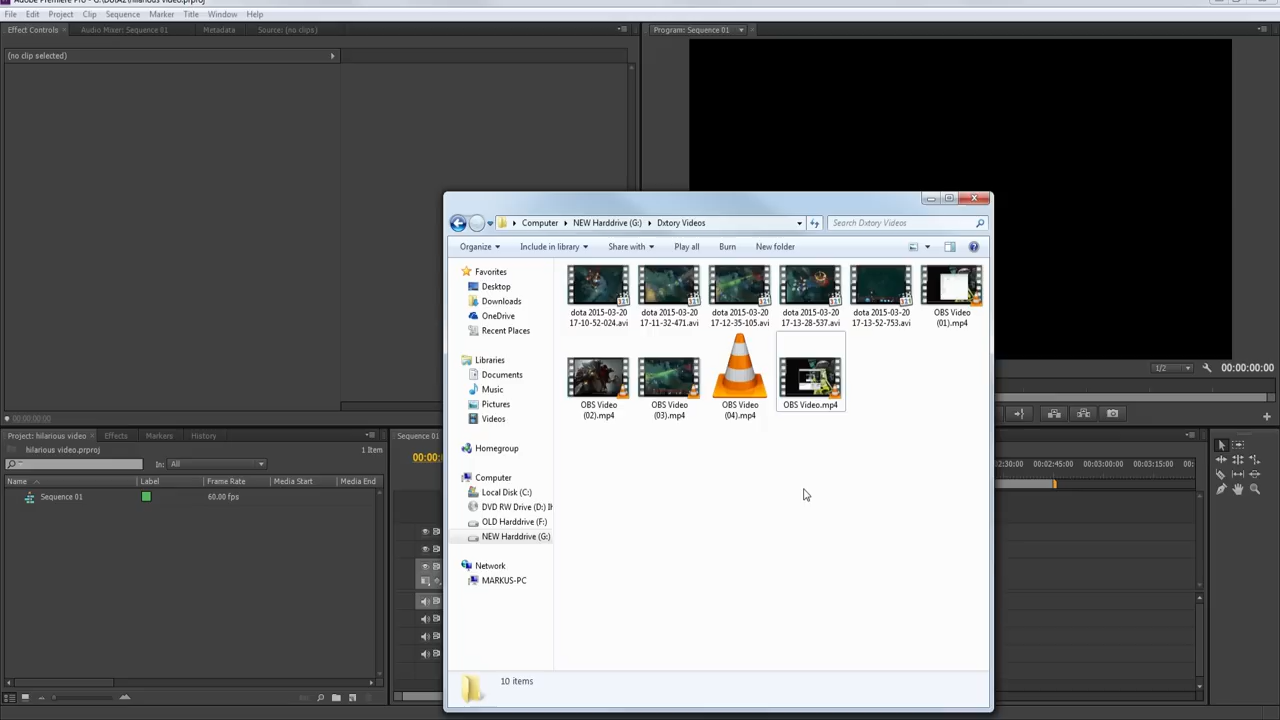 Adobe Premiere Pro - G:\Dota2\hilarious video.prproj
File Edit Project Clip Sequence Marker Title Window Help
Effect Controls Audio Mixer: Sequence 01 Metadata Source: (no clips)
Program: Sequence 01
(no clip selected)
Computer NEW Harddrive (G:) Dxtory Videos
Search Dxtory Videos
Organize Include in library Share with Play all Burn New folder
Favorites
Desktop
Downloads
OneDrive
Recent Places
Libraries
Documents
Music
Pictures
Videos
Homegroup
Computer
Local Disk (C:)
DVD RW Drive (D:)
OLD Harddrive (F:)
NEW Harddrive (G:)
Network
MARKUS-PC
dota 2015-03-20
17-10-52-024.avi
dota 2015-03-20
17-11-32-471.avi
dota 2015-03-20
17-12-35-105.avi
dota 2015-03-20
17-13-28-537.avi
dota 2015-03-20
17-13-52-753.avi
OBS Video
(01).mp4
OBS Video
(02).mp4
OBS Video
(03).mp4
OBS Video
(04).mp4
OBS Video.mp4
10 items
1/2
00:00:00:00
00:00:00:00
Project: hilarious video Effects Markers History
hilarious video.prproj
1 Item
In: All
Name Label Frame Rate Media Start Media End
Sequence 01 60.00 fps
Sequence 01
00:00:
02:30:00 00:02:45:00 00:03:00:00 00:03:15:00 00: